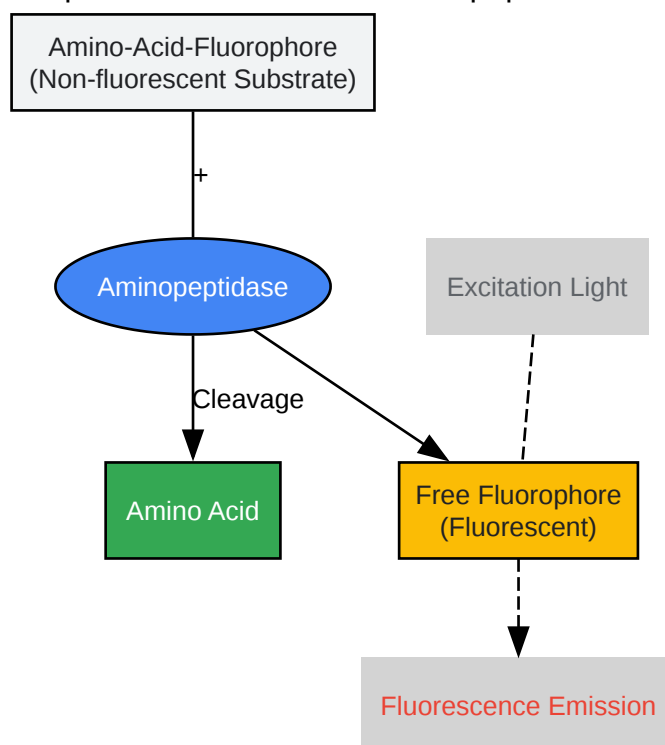 Amino-Acid-Fluorophore
(Non-fluorescent Substrate)
+
Aminopeptidase
Excitation Light
Cleavage
Amino Acid
Free Fluorophore
(Fluorescent)
Fluorescence Emission